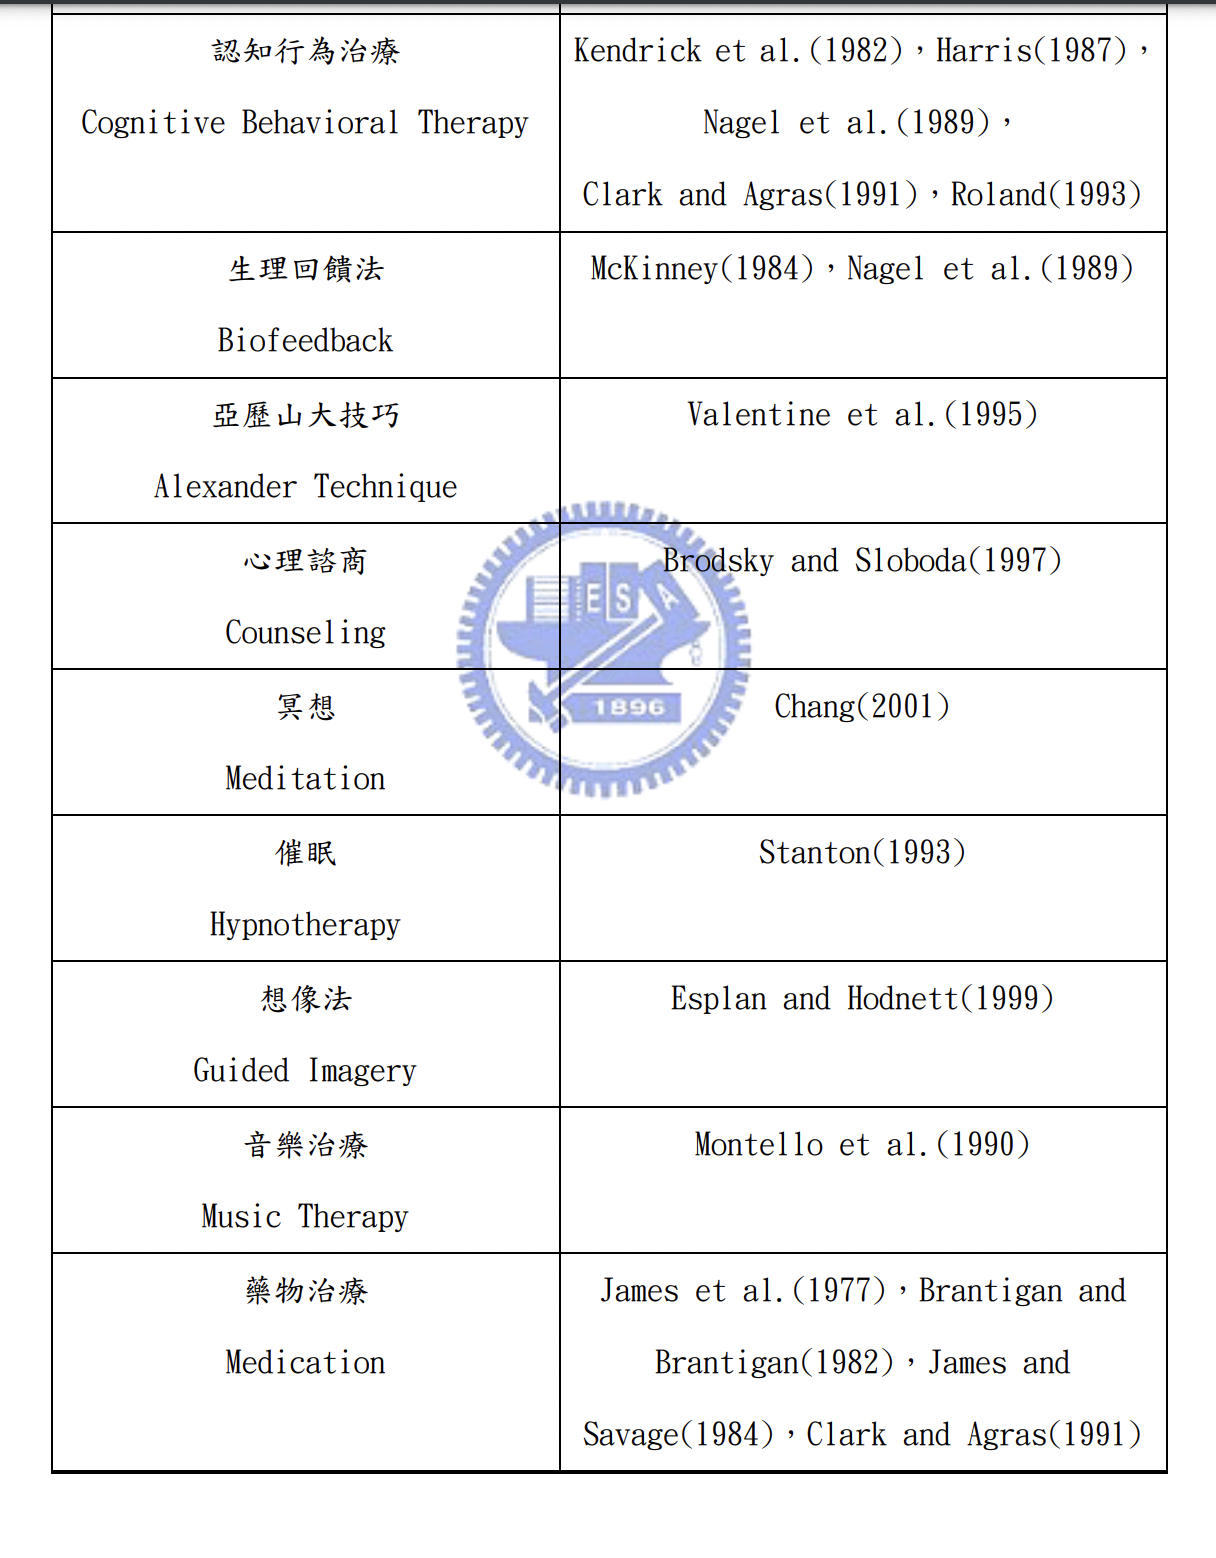 認知行為治療
Cognitive Behavioral Therapy
Kendrick et al.(1982)，Harris(1987)，
Nagel et al.(1989)，
Clark and Agras(1991)，Roland(1993)
生理回饋法
Biofeedback
McKinney(1984)，Nagel et al.(1989)
亞歷山大技巧
Alexander Technique
Valentine et al.(1995)
心理諮商
Counseling
Brodsky and Sloboda(1997)
ESA
1896
冥想
Meditation
Chang(2001)
催眠
Hypnotherapy
Stanton(1993)
想像法
Guided Imagery
Esplan and Hodnett(1999)
音樂治療
Music Therapy
Montello et al.(1990)
藥物治療
Medication
James et al.(1977)，Brantigan and
Brantigan(1982)，James and
Savage(1984)，Clark and Agras(1991)